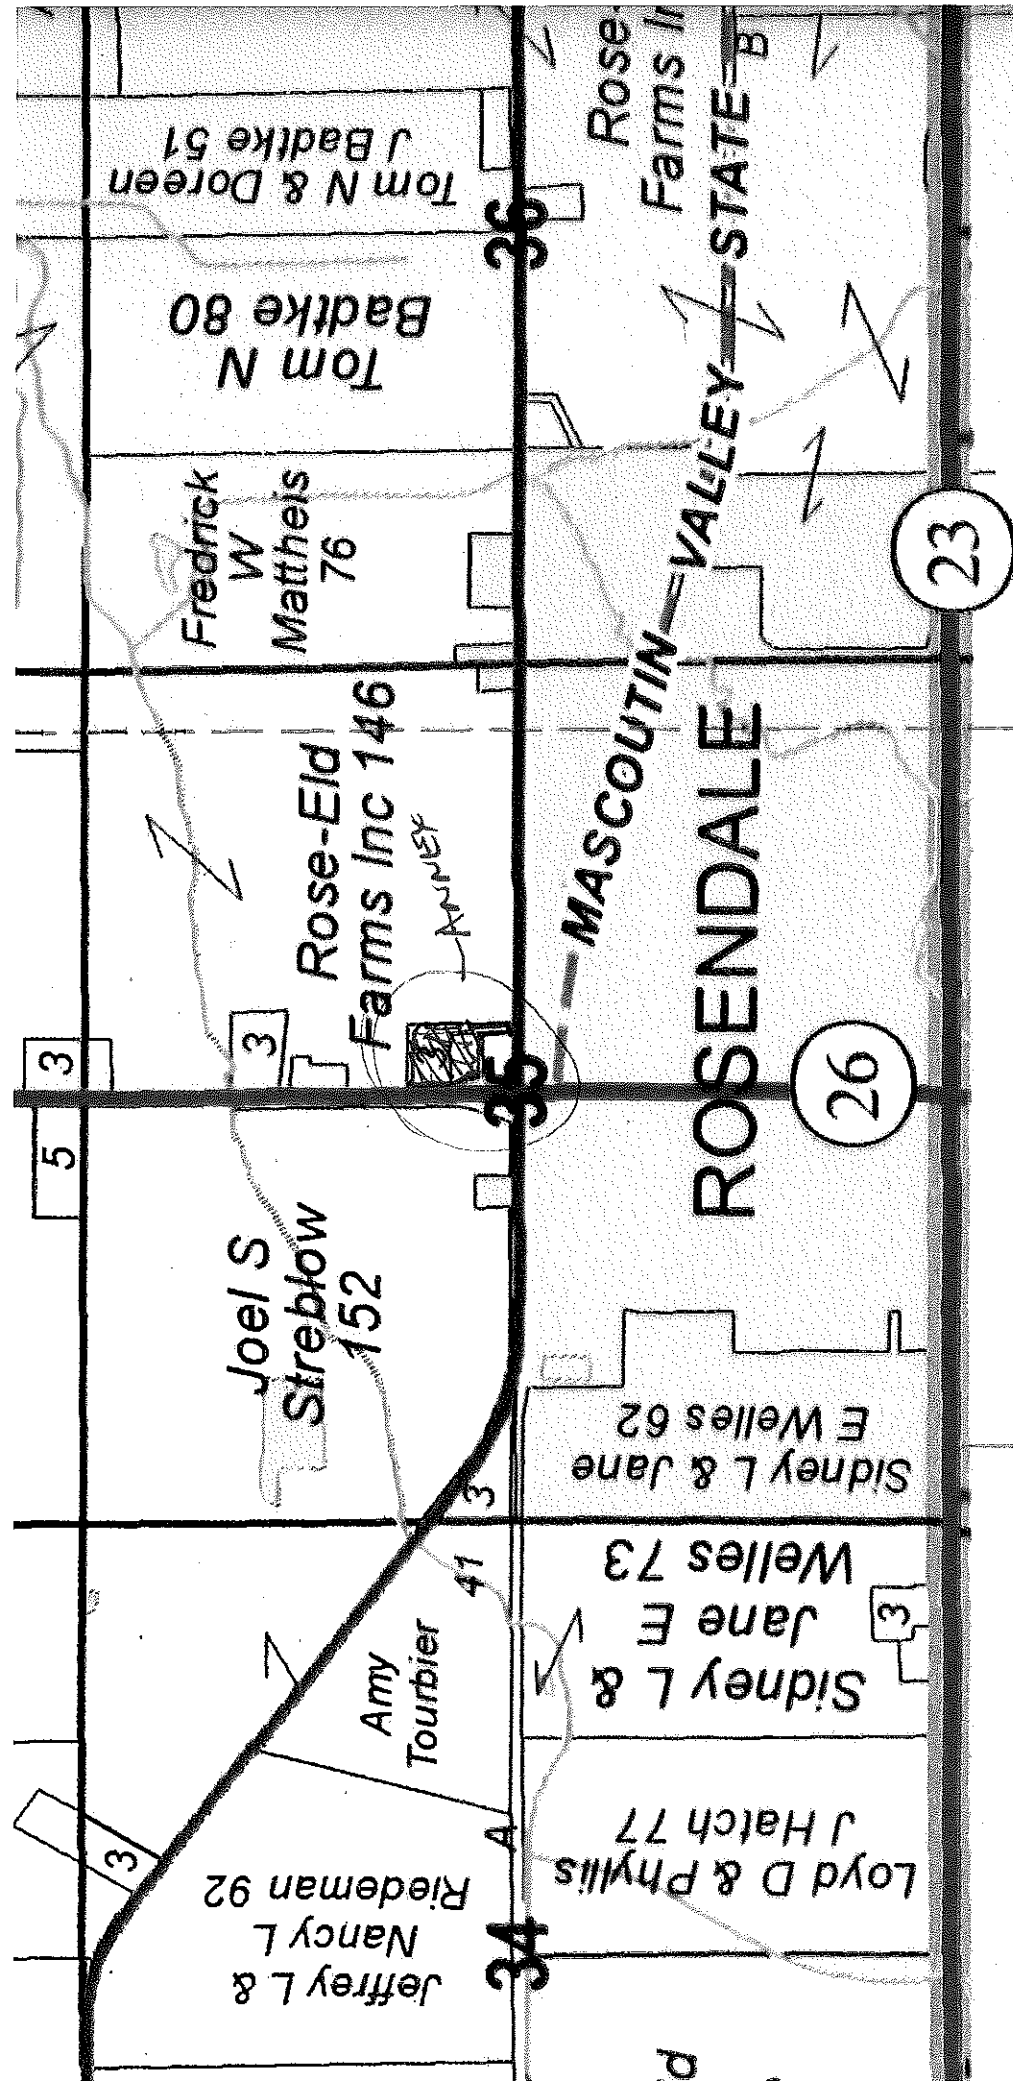 J Badtke 51
Tom N & Doreen
36
Rose-
Farms In
B
Badtke 80
Tom N
Fredrick
W
Mattheis
76
MASCOUTIN VALLEY STATE
23
Rose-Eld
Farms Inc 146
ANNEX
ROSENDALE
3
3
3
35
26
5
Joel S
Streblow
152
3
E Welles 62
Sidney L & Jane
41
Amy
Tourbier
Welles 73
Jane E
Sidney L &
3
3
A
Riedeman 92
Nancy L
Jeffrey L &
J Hatch 77
Loyd D & Phyllis
34
d